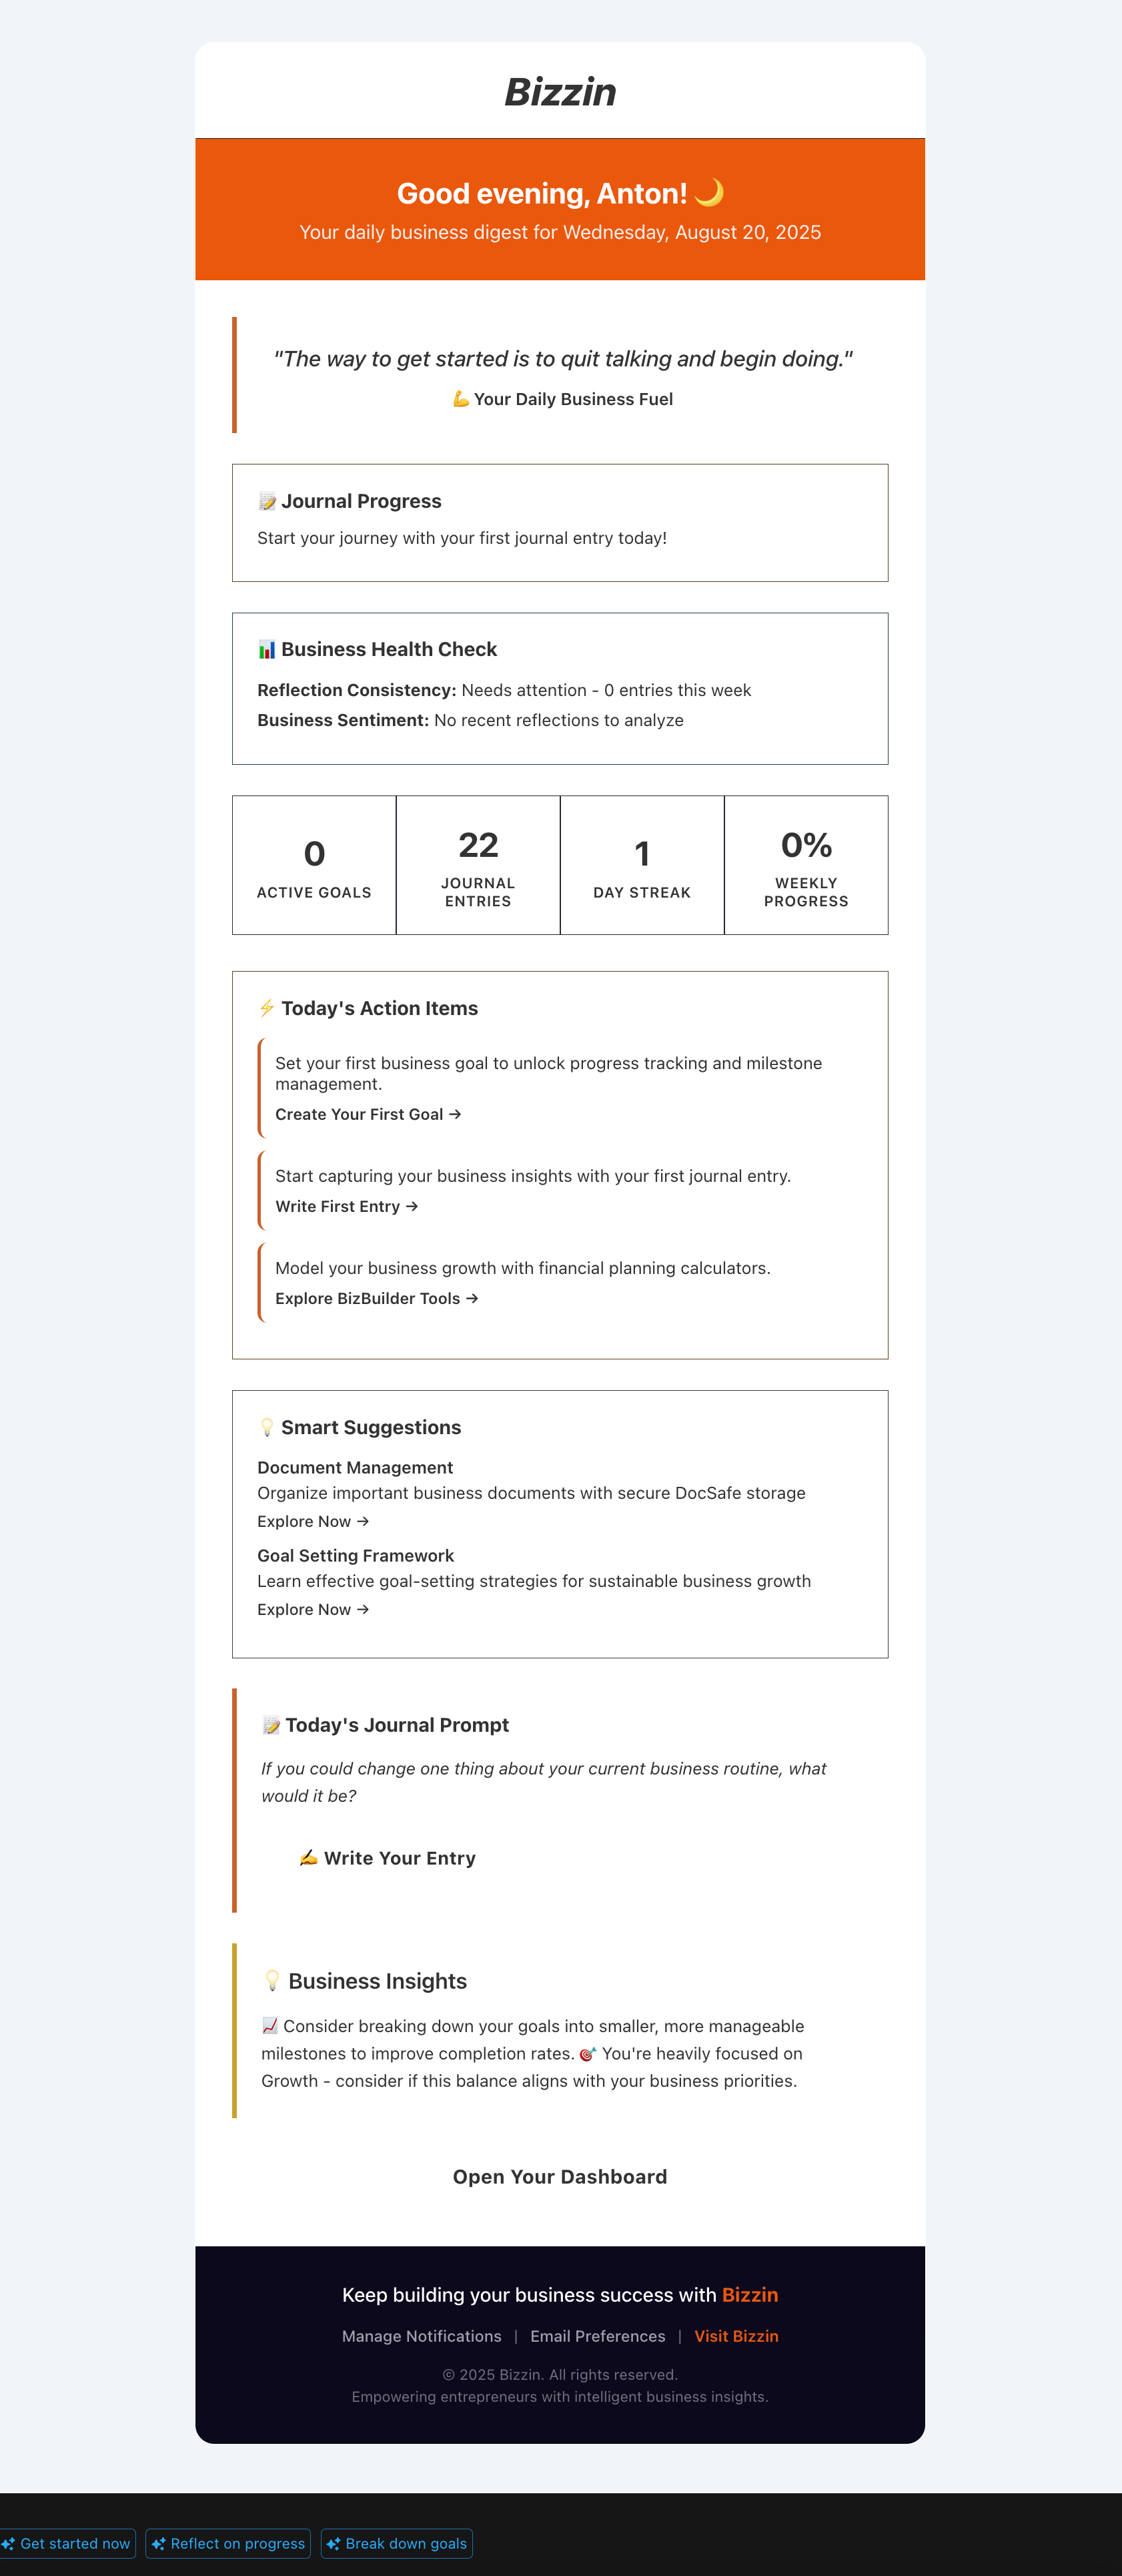 Bizzin
Good evening, Anton! 🌙
Your daily business digest for Wednesday, August 20, 2025
"The way to get started is to quit talking and begin doing."
💪 Your Daily Business Fuel
📝 Journal Progress
Start your journey with your first journal entry today!
📊 Business Health Check
Reflection Consistency: Needs attention - 0 entries this week
Business Sentiment: No recent reflections to analyze
0
ACTIVE GOALS
22
JOURNAL
ENTRIES
1
DAY STREAK
0%
WEEKLY
PROGRESS
⚡ Today's Action Items
Set your first business goal to unlock progress tracking and milestone
management.
Create Your First Goal →
Start capturing your business insights with your first journal entry.
Write First Entry →
Model your business growth with financial planning calculators.
Explore BizBuilder Tools →
💡 Smart Suggestions
Document Management
Organize important business documents with secure DocSafe storage
Explore Now →
Goal Setting Framework
Learn effective goal-setting strategies for sustainable business growth
Explore Now →
📝 Today's Journal Prompt
If you could change one thing about your current business routine, what
would it be?
✍️ Write Your Entry
💡 Business Insights
📈 Consider breaking down your goals into smaller, more manageable
milestones to improve completion rates. 🎯 You're heavily focused on
Growth - consider if this balance aligns with your business priorities.
Open Your Dashboard
Keep building your business success with Bizzin
Manage Notifications | Email Preferences | Visit Bizzin
© 2025 Bizzin. All rights reserved.
Empowering entrepreneurs with intelligent business insights.
Get started now
Reflect on progress
Break down goals